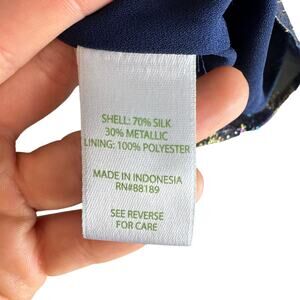 SHELL: 70% SILK
30% METALLIC
LINING: 100% POLYESTER
MADE IN INDONESIA
RN#88189
SEE REVERSE
FOR CARE